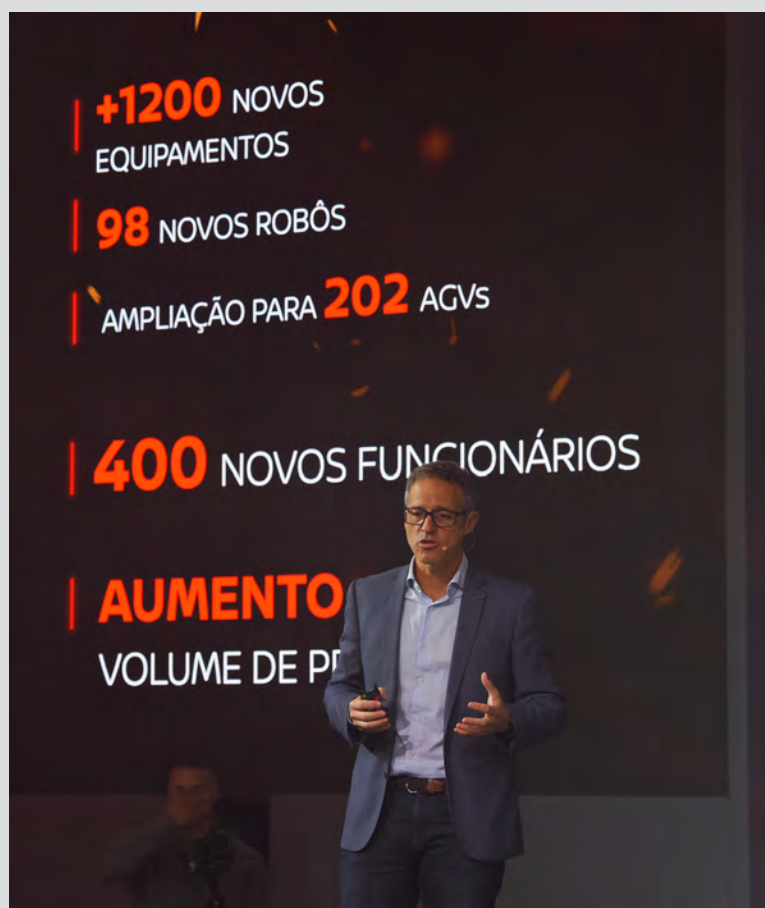 +1200 NOVOS
EQUIPAMENTOS
98 NOVOS ROBÔS
AMPLIAÇÃO PARA 202 AGVs
400 NOVOS FUNCIONÁRIOS
AUMENTO
VOLUME DE